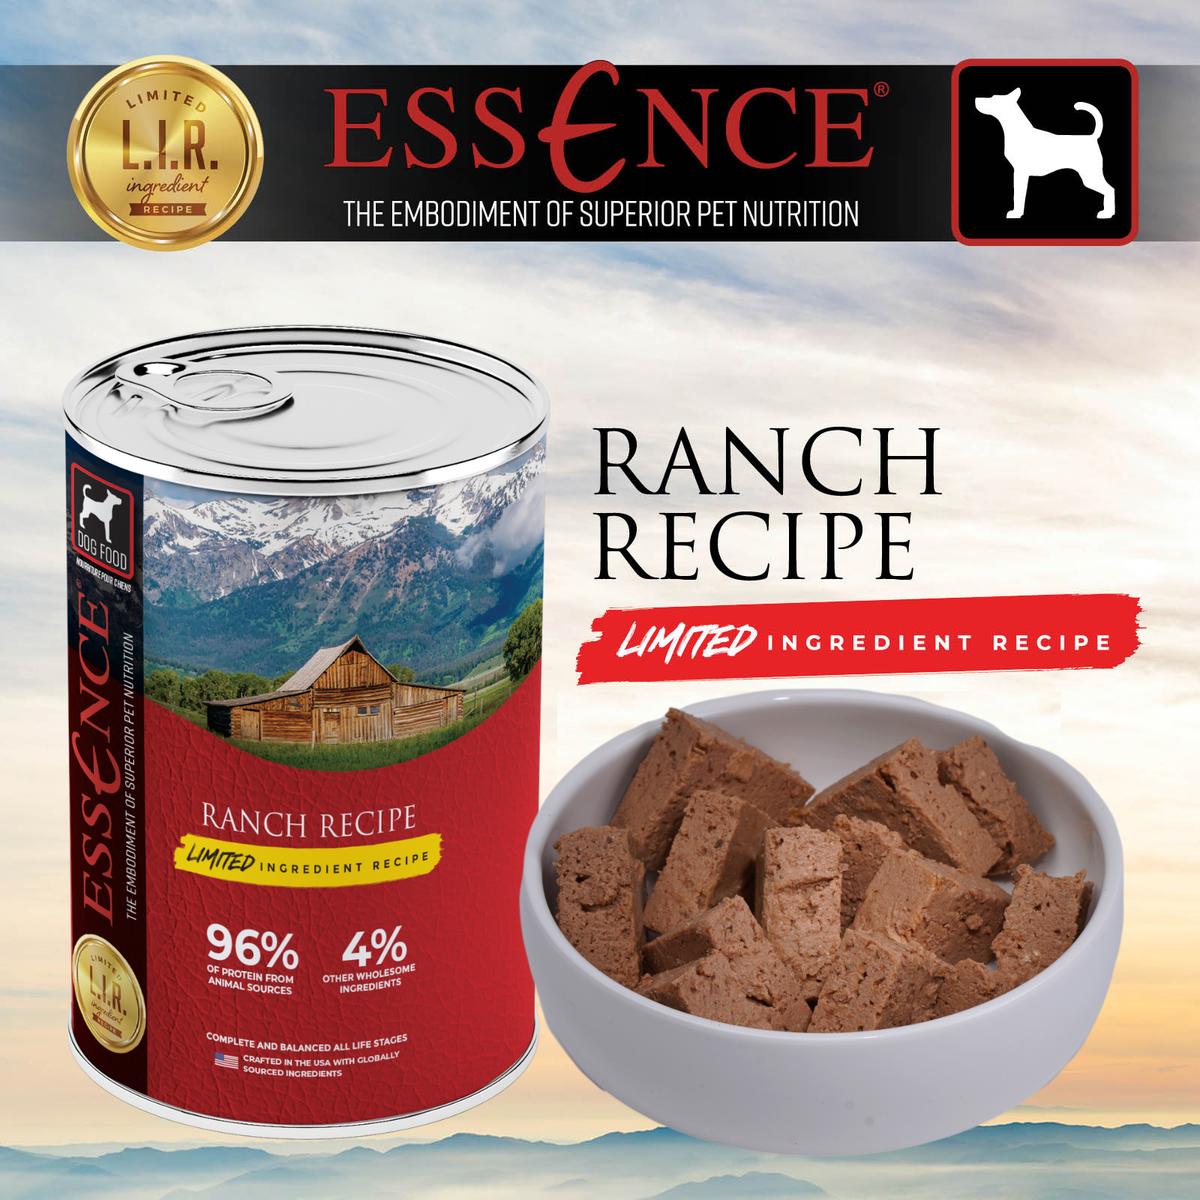 LIMITED
L.I.R.
ingredient
RECIPE
ESSENCE®
THE EMBODIMENT OF SUPERIOR PET NUTRITION
RANCH
RECIPE
LIMITED INGREDIENT RECIPE
DOG FOOD
NOURRITURE POUR CHIENS
ESSENCE®
THE EMBODIMENT OF SUPERIOR PET NUTRITION
RANCH RECIPE
LIMITED INGREDIENT RECIPE
96%
OF PROTEIN FROM
ANIMAL SOURCES
4%
OTHER WHOLESOME
INGREDIENTS
COMPLETE AND BALANCED ALL LIFE STAGES
CRAFTED IN THE USA WITH GLOBALLY
SOURCED INGREDIENTS
LIMITED
L.I.R.
ingredient
RECIPE